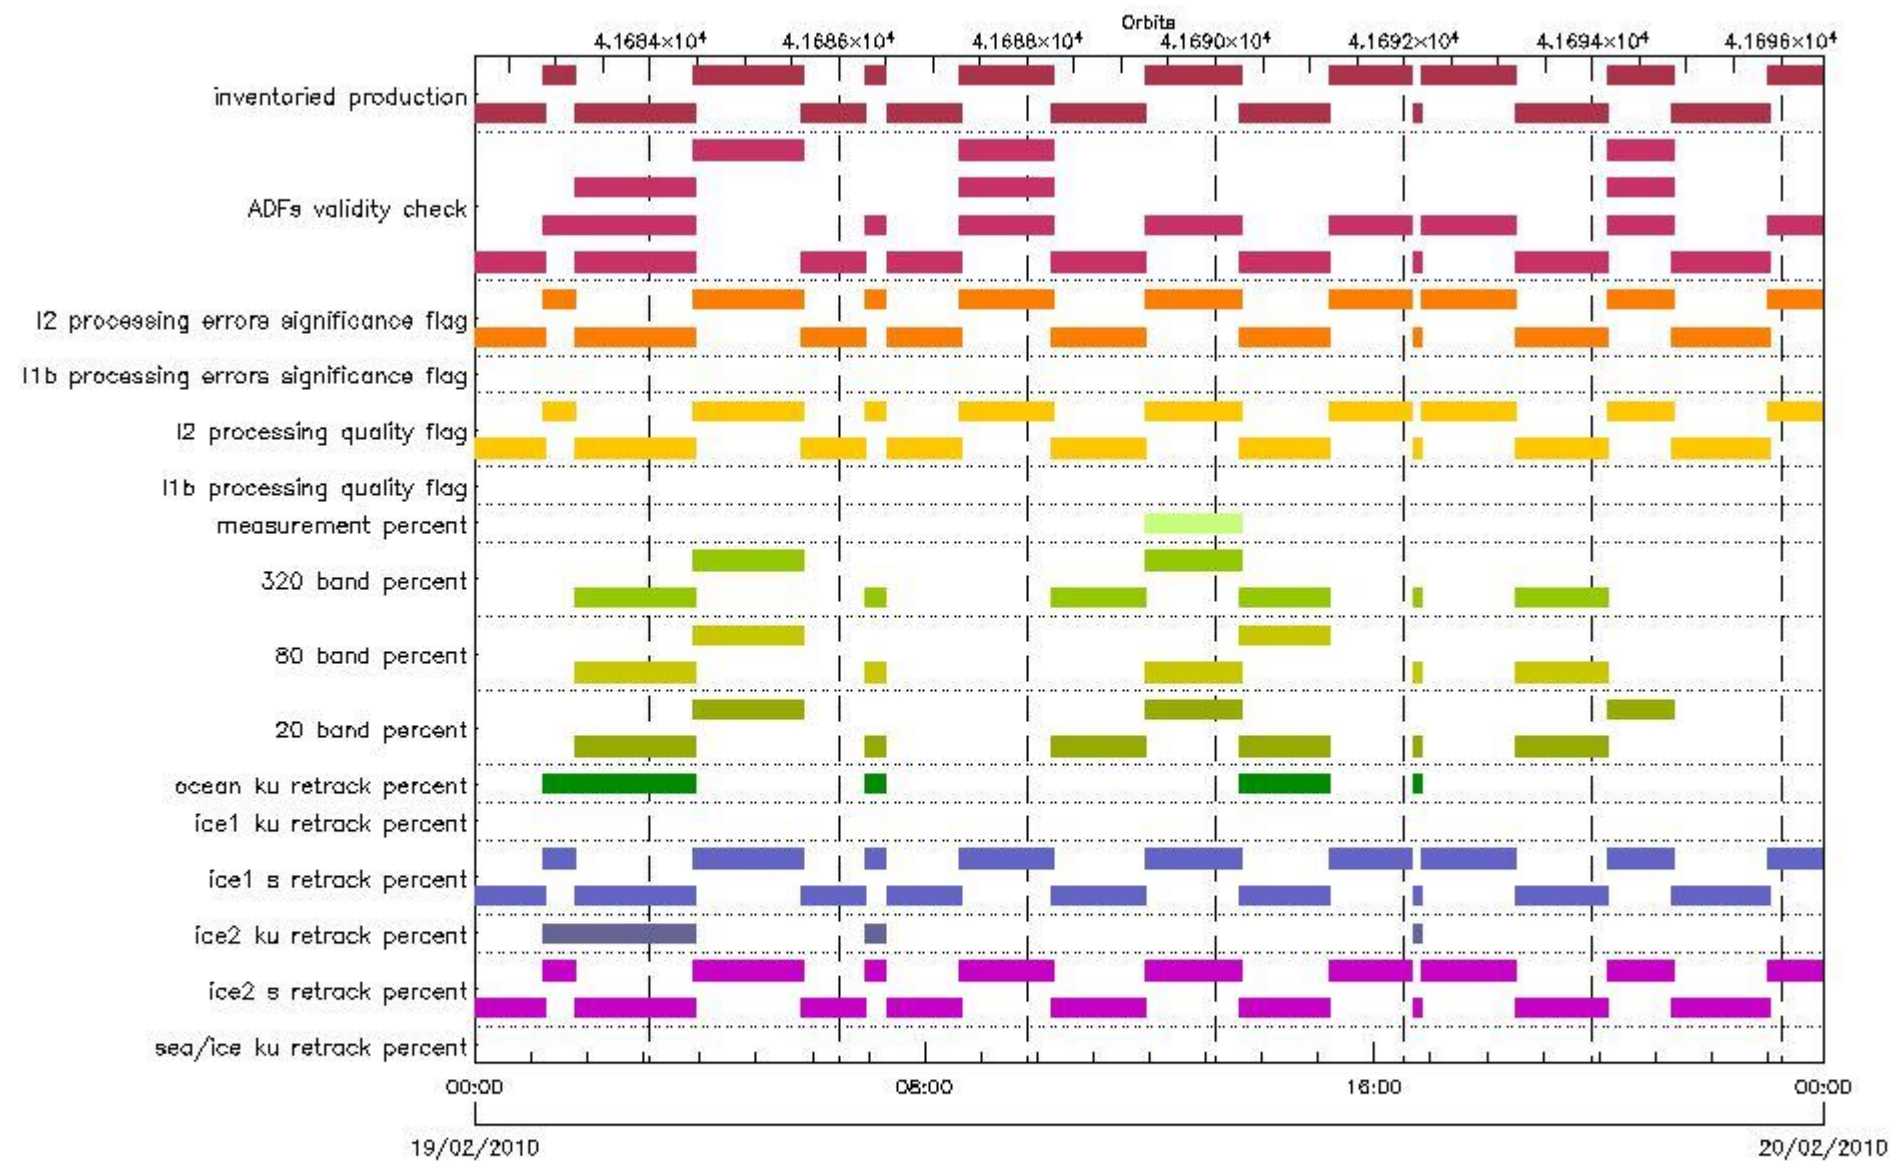 Orbits
4.1684×10⁴ 4.1686×10⁴ 4.1688×10⁴ 4.1690×10⁴ 4.1692×10⁴ 4.1694×10⁴ 4.1696×10⁴
inventoried production
ADFs validity check
l2 processing errors significance flag
l1b processing errors significance flag
l2 processing quality flag
l1b processing quality flag
measurement percent
320 band percent
80 band percent
20 band percent
ocean ku retrack percent
ice1 ku retrack percent
ice1 s retrack percent
ice2 ku retrack percent
ice2 s retrack percent
sea/ice ku retrack percent
00:00 08:00 16:00 00:00
19/02/2010 20/02/2010